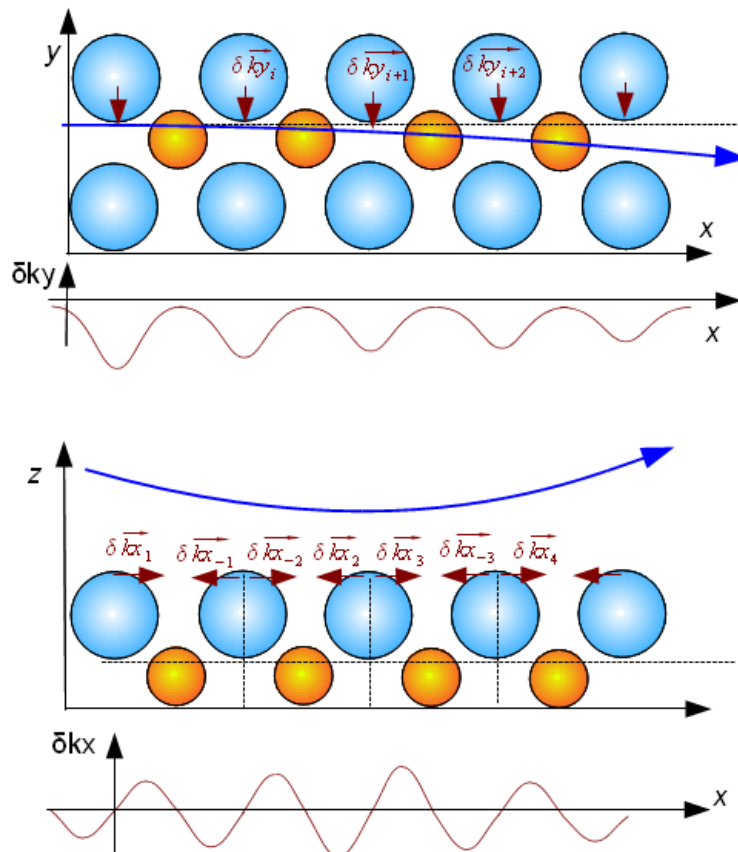 y
δ ky_i δ ky_{i+1} δ ky_{i+2}
x
δky
x
z
δ kx_1 δ kx_{-1} δ kx_{-2} δ kx_2 δ kx_3 δ kx_{-3} δ kx_4
δkx
x